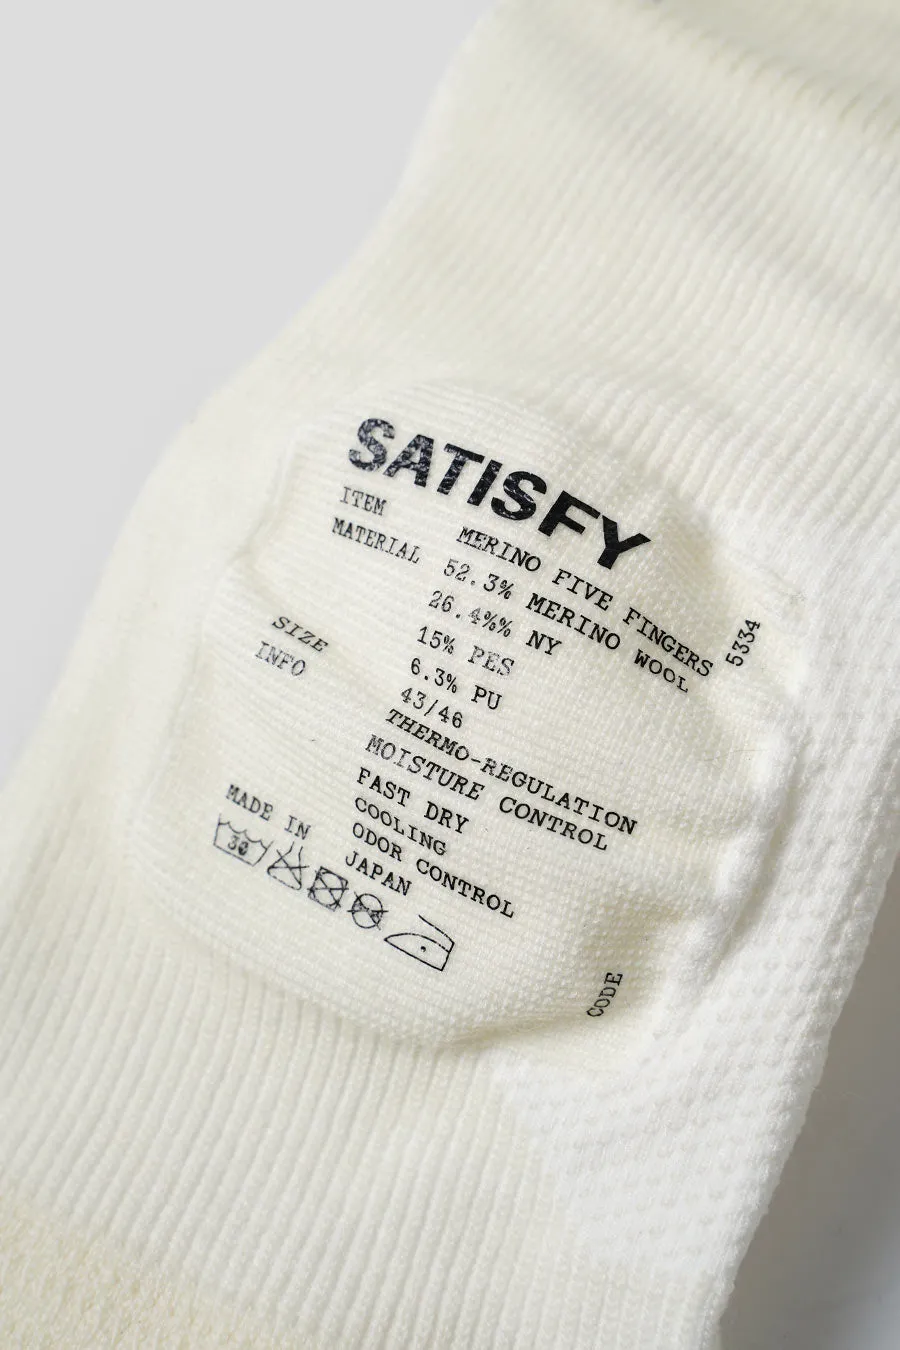 SATISFY
ITEM MERINO FIVE FINGERS
MATERIAL 52.3% MERINO WOOL
26.4%% NY
15% PES
6.3% PU
SIZE 43/46
INFO THERMO-REGULATION
MOISTURE CONTROL
FAST DRY
COOLING
ODOR CONTROL
MADE IN JAPAN
30
CODE 5334